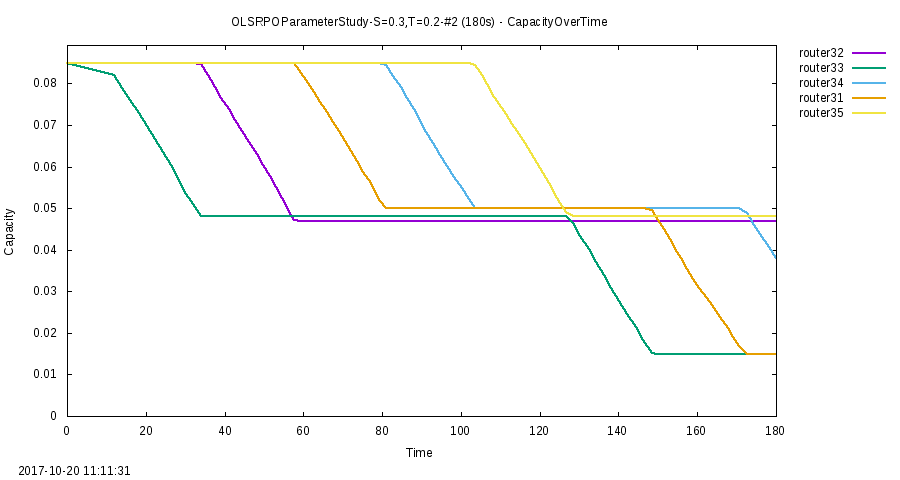 OLSRPOParameterStudy-S=0.3,T=0.2-#2 (180s) - CapacityOverTime
router32
router33
router34
router31
router35
0.08
0.07
0.06
0.05
0.04
0.03
0.02
0.01
0
Capacity
0 20 40 60 80 100 120 140 160 180
Time
2017-10-20 11:11:31